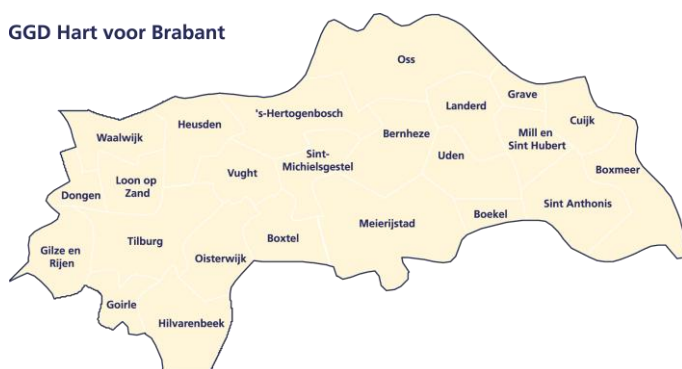 GGD Hart voor Brabant
Oss
Grave
Landerd
's-Hertogenbosch
Cuijk
Heusden
Bernheze
Mill en
Sint Hubert
Waalwijk
Sint-
Michielsgestel
Uden
Boxmeer
Vught
Loon op
Zand
Dongen
Sint Anthonis
Boekel
Meierijstad
Boxtel
Tilburg
Gilze en
Rijen
Oisterwijk
Goirle
Hilvarenbeek